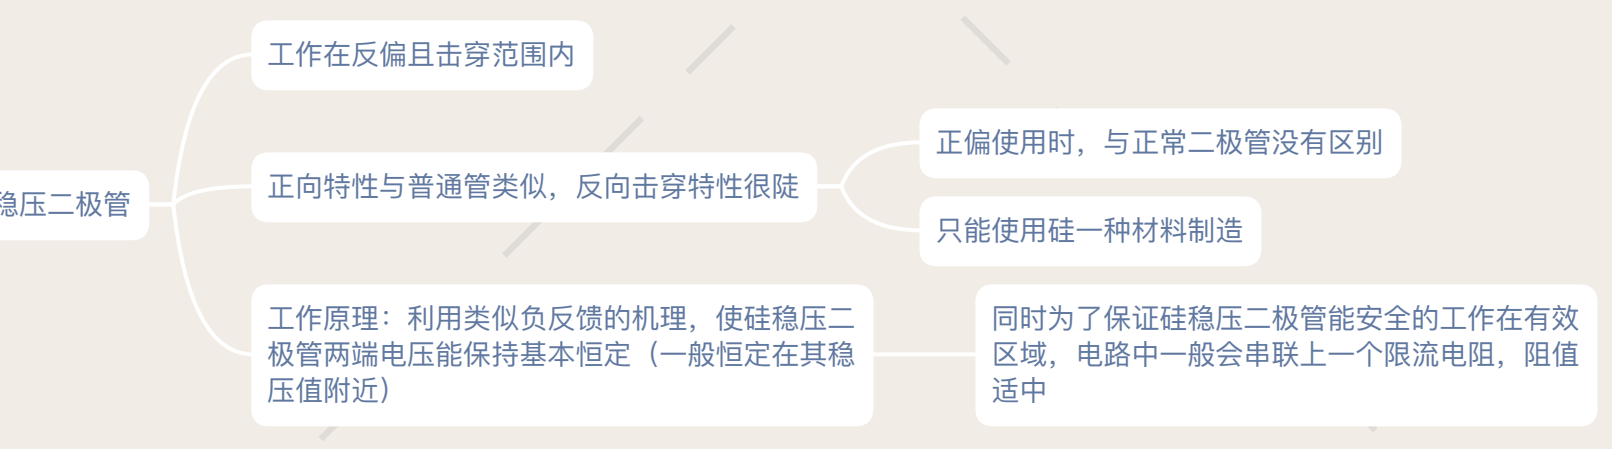 工作在反偏且击穿范围内
正偏使用时，与正常二极管没有区别
正向特性与普通管类似，反向击穿特性很陡
稳压二极管
只能使用硅一种材料制造
工作原理：利用类似负反馈的机理，使硅稳压二
极管两端电压能保持基本恒定（一般恒定在其稳
压值附近）
同时为了保证硅稳压二极管能安全的工作在有效
区域，电路中一般会串联上一个限流电阻，阻值
适中